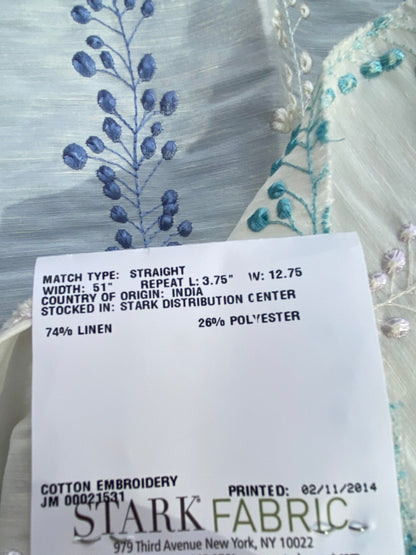 MATCH TYPE: STRAIGHT
WIDTH: 51" REPEAT L: 3.75" W: 12.75
COUNTRY OF ORIGIN: INDIA
STOCKED IN: STARK DISTRIBUTION CENTER
74% LINEN 26% POLYESTER
COTTON EMBROIDERY PRINTED: 02/11/2014
JM 00021531
STARK FABRIC
979 Third Avenue New York, NY 10022